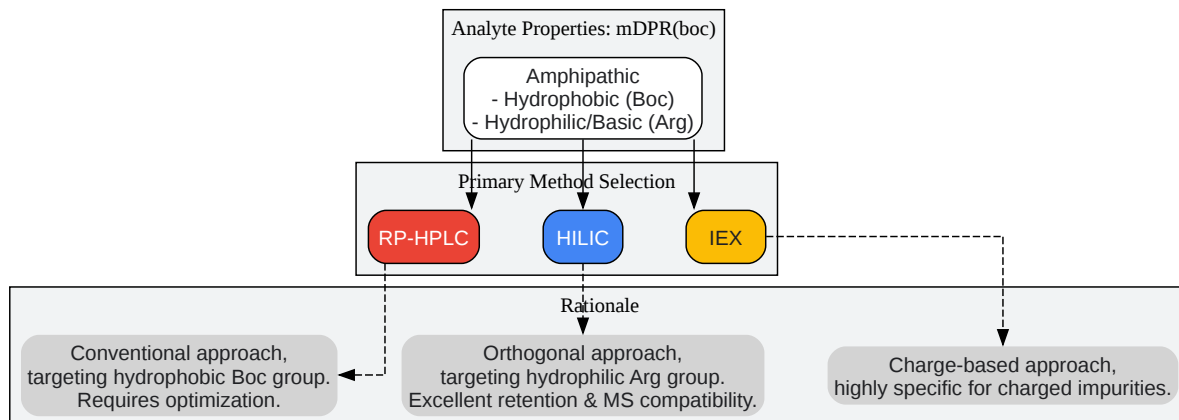 Analyte Properties: mDPR(boc)
Amphipathic
- Hydrophobic (Boc)
- Hydrophilic/Basic (Arg)
Primary Method Selection
RP-HPLC
HILIC
IEX
Rationale
Conventional approach,
targeting hydrophobic Boc group.
Requires optimization.
Orthogonal approach,
targeting hydrophilic Arg group.
Excellent retention & MS compatibility.
Charge-based approach,
highly specific for charged impurities.